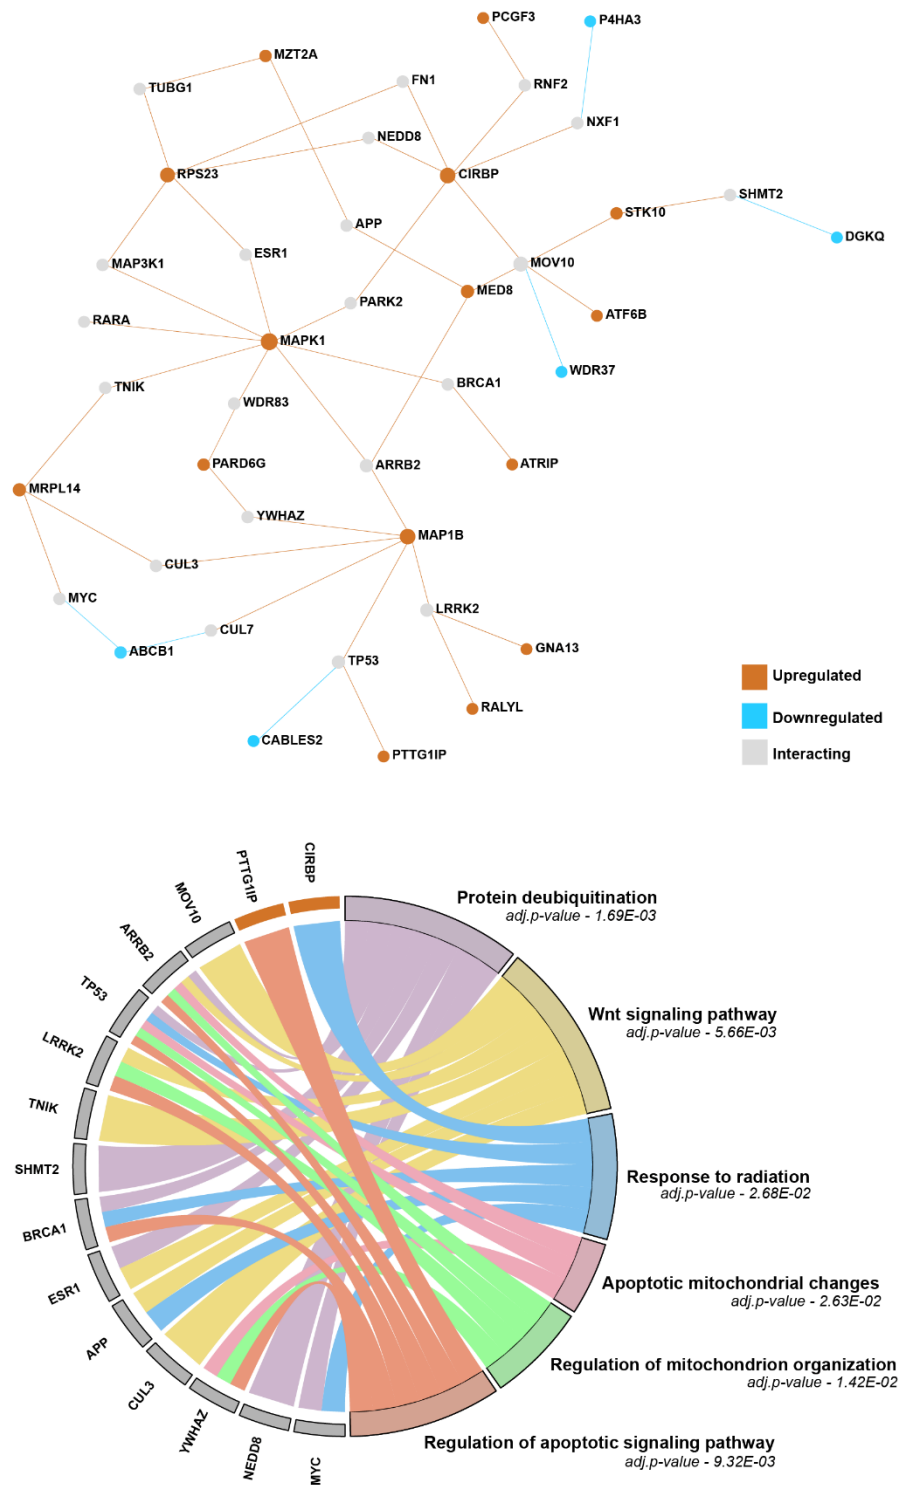 PCGF3
P4HA3
MZT2A
TUBG1
FN1
RNF2
NXF1
NEDD8
RPS23
CIRBP
SHMT2
STK10
APP
DGKQ
ESR1
MAP3K1
MOV10
MED8
PARK2
ATF6B
RARA
MAPK1
WDR37
BRCA1
TNIK
WDR83
PARD6G
ARRB2
ATRIP
MRPL14
YWHAZ
MAP1B
CUL3
MYC
LRRK2
CUL7
ABCB1
GNA13
TP53
Upregulated
RALYL
Downregulated
CABLES2
PTTG1IP
Interacting
CIRBP
PTTG1IP
MOV10
ARRB2
TP53
LRRK2
TNIK
SHMT2
BRCA1
ESR1
APP
CUL3
YWHAZ
NEDD8
MYC
Protein deubiquitination
adj.p-value - 1.69E-03
Wnt signaling pathway
adj.p-value - 5.66E-03
Response to radiation
adj.p-value - 2.68E-02
Apoptotic mitochondrial changes
adj.p-value - 2.63E-02
Regulation of mitochondrion organization
adj.p-value - 1.42E-02
Regulation of apoptotic signaling pathway
adj.p-value - 9.32E-03